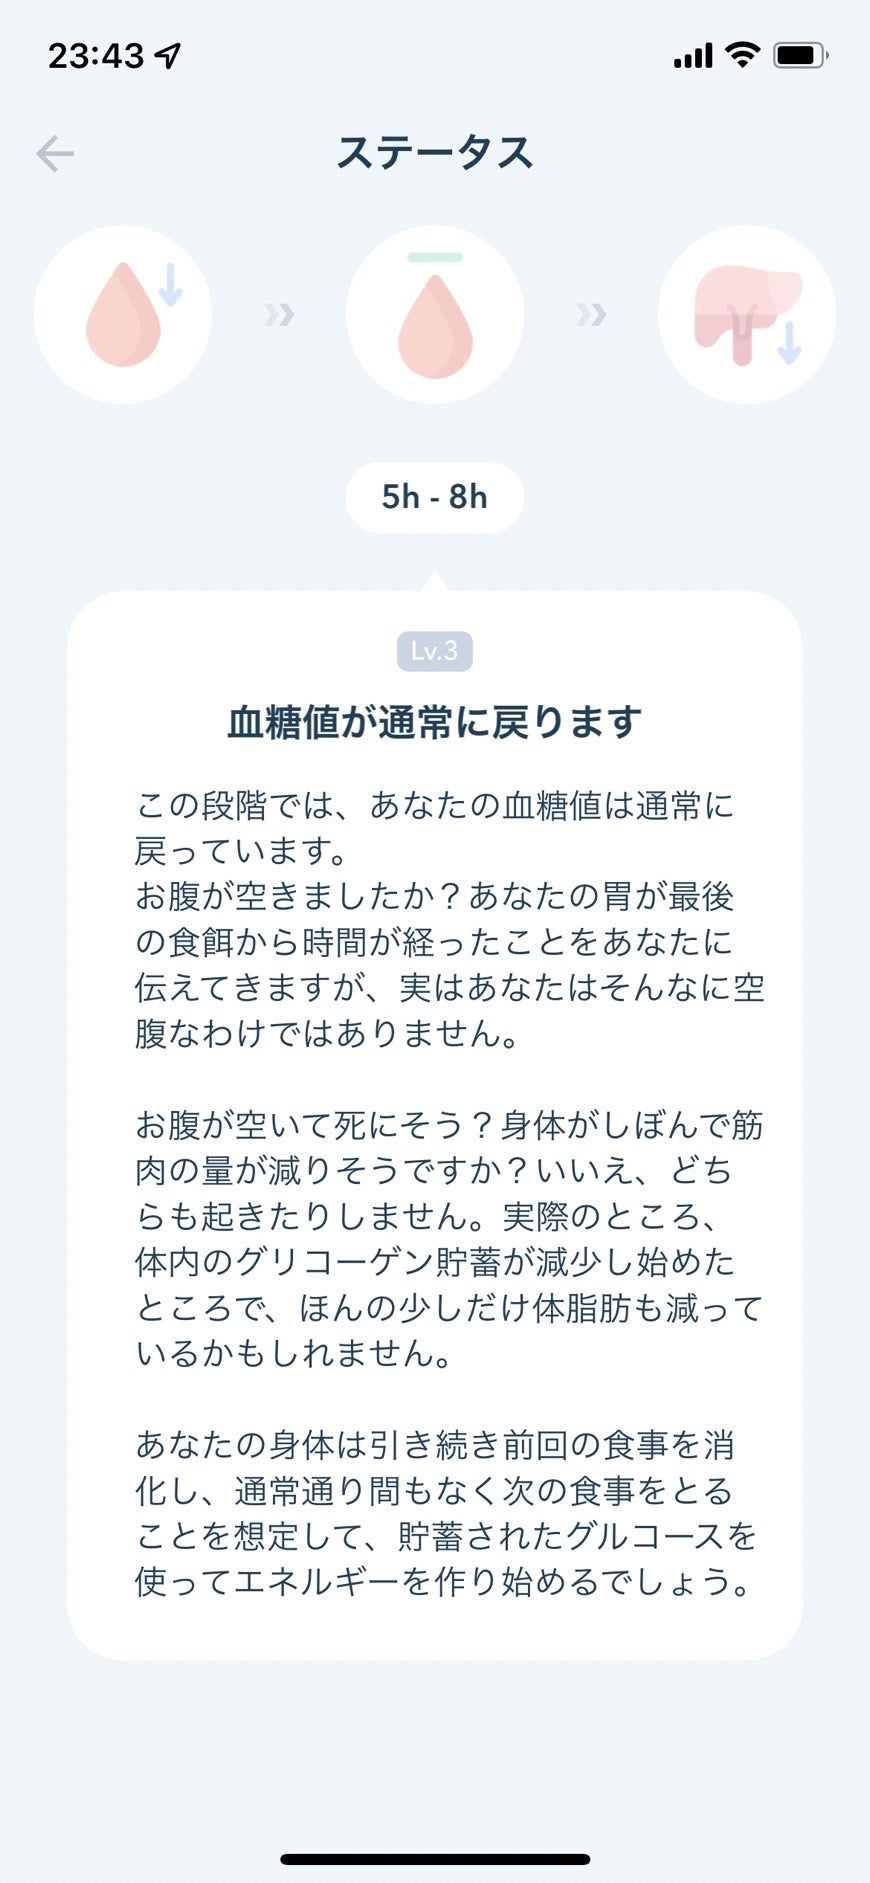 23:43
ステータス
5h - 8h
Lv.3
血糖値が通常に戻ります
この段階では、あなたの血糖値は通常に
戻っています。
お腹が空きましたか？あなたの胃が最後
の食餌から時間が経ったことをあなたに
伝えてきますが、実はあなたはそんなに空
腹なわけではありません。
お腹が空いて死にそう？身体がしぼんで筋
肉の量が減りそうですか？いいえ、どち
らも起きたりしません。実際のところ、
体内のグリコーゲン貯蓄が減少し始めた
ところで、ほんの少しだけ体脂肪も減って
いるかもしれません。
あなたの身体は引き続き前回の食事を消
化し、通常通り間もなく次の食事をとる
ことを想定して、貯蓄されたグルコースを
使ってエネルギーを作り始めるでしょう。